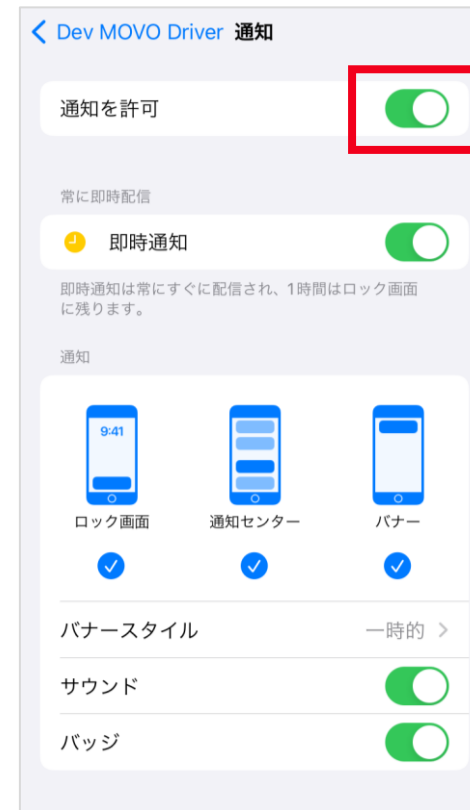 Dev MOVO Driver 通知
通知を許可
常に即時配信
即時通知
即時通知は常にすぐに配信され、1時間はロック画面
に残ります。
通知
9:41
ロック画面 通知センター バナー
バナースタイル 一時的
サウンド
バッジ